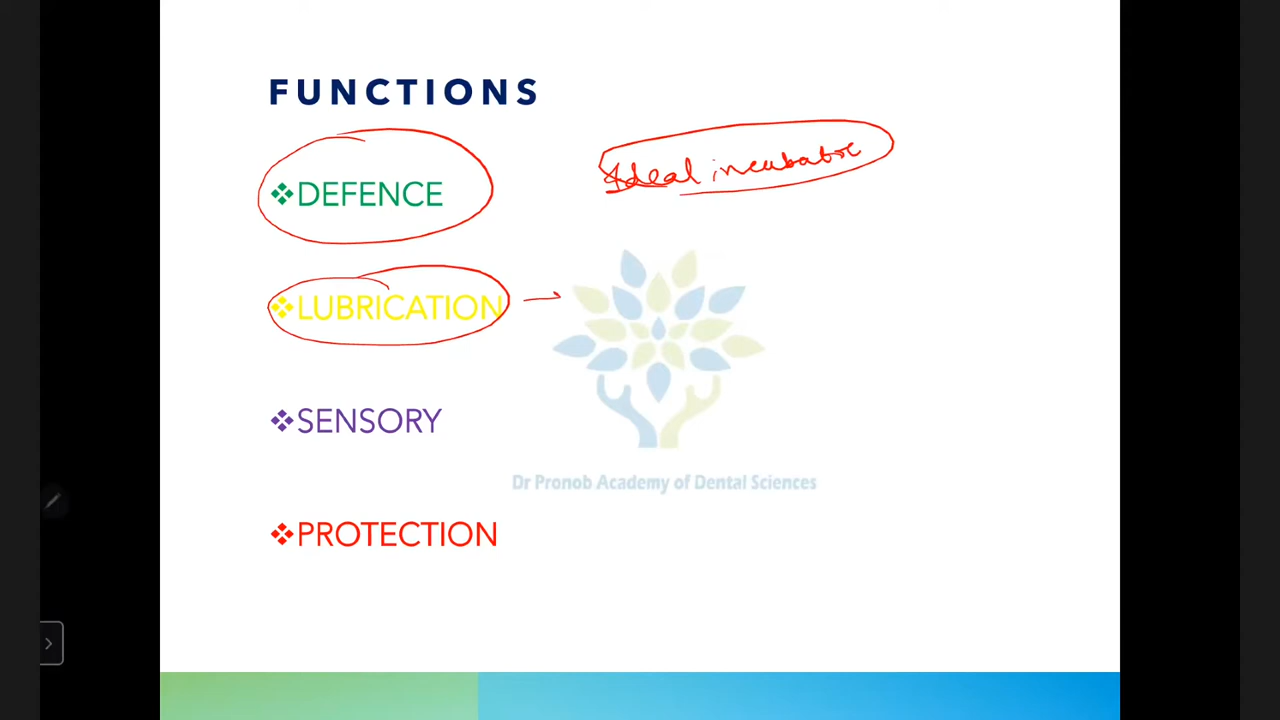 FUNCTIONS
❖DEFENCE
Ideal incubator
❖LUBRICATION →
❖SENSORY
Dr Pronob Academy of Dental Sciences
❖PROTECTION